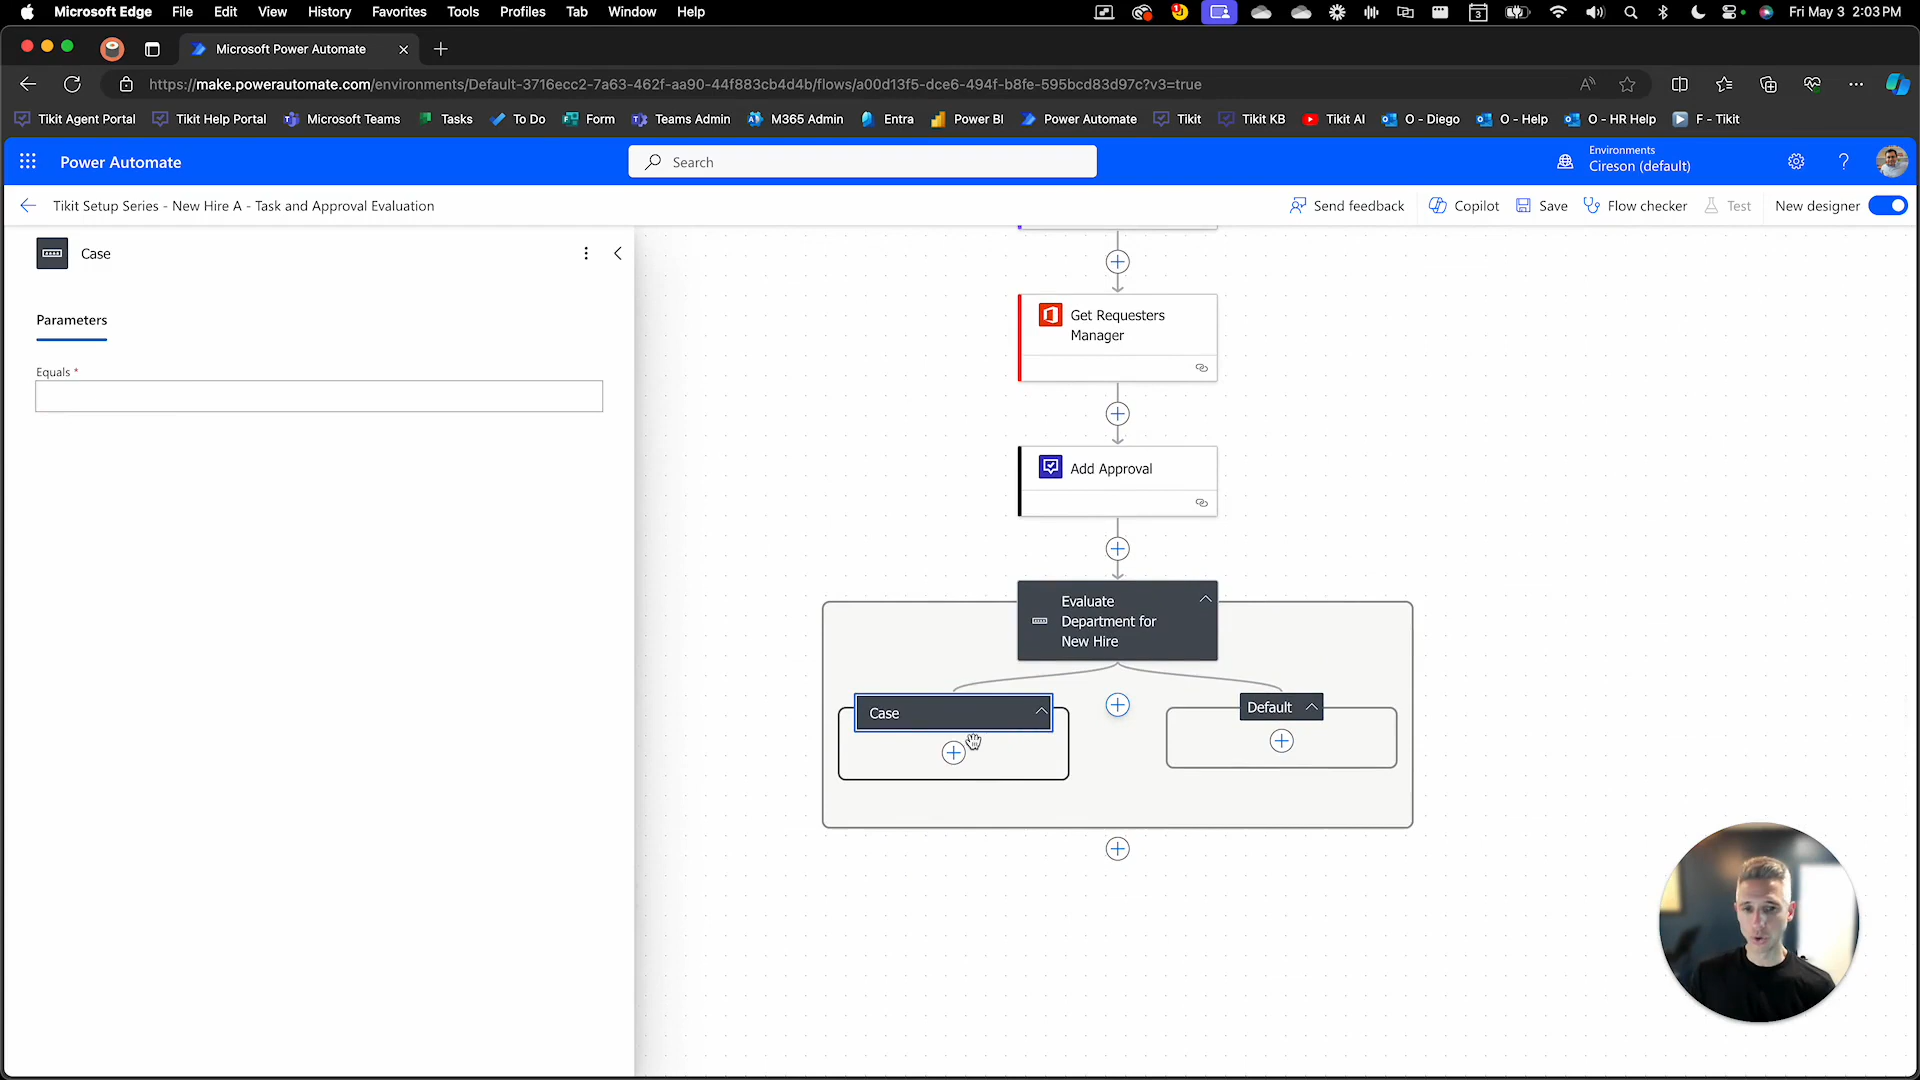 Microsoft Edge File Edit View History Favorites Tools Profiles Tab Window Help 3 Fri May 3 2:03 PM
Microsoft Power Automate
https://make.powerautomate.com/environments/Default-3716ecc2-7a63-462f-aa90-44f883cb4d4b/flows/a00d13f5-dce6-494f-b8fe-595bcd83d97c?v3=true
Tikit Agent Portal Tikit Help Portal Microsoft Teams Tasks To Do Form Teams Admin M365 Admin Entra Power BI Power Automate Tikit Tikit KB Tikit AI O - Diego O - Help O - HR Help F - Tikit
Power Automate
Search
Environments
Cireson (default)
Tikit Setup Series - New Hire A - Task and Approval Evaluation
Send feedback Copilot Save Flow checker Test New designer
Case
Parameters
Equals *
Get Requesters
Manager
Add Approval
Evaluate
Department for
New Hire
Case
Default